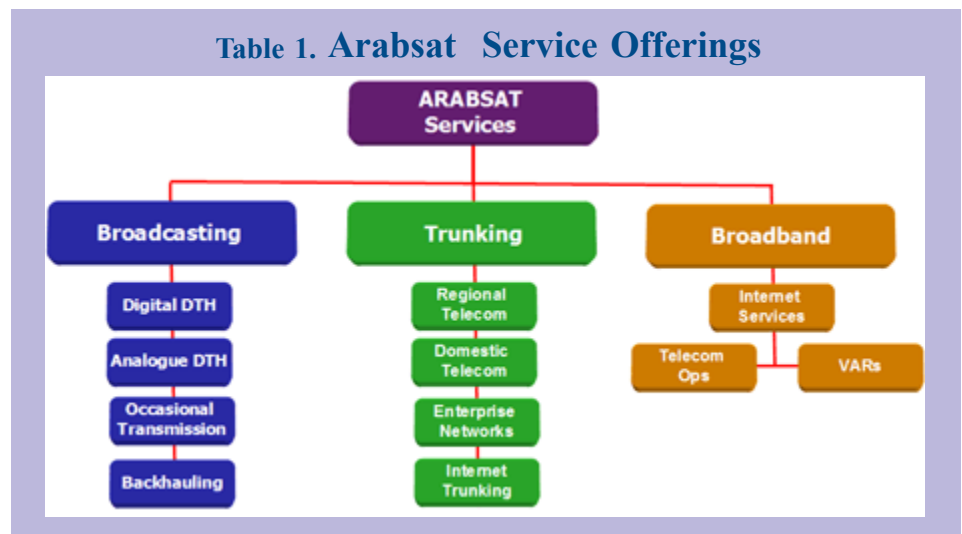 Table 1. Arabsat Service Offerings
ARABSAT
Services
Broadcasting
Trunking
Broadband
Digital DTH
Analogue DTH
Occasional
Transmission
Backhauling
Regional
Telecom
Domestic
Telecom
Enterprise
Networks
Internet
Trunking
Internet
Services
Telecom
Ops
VARs